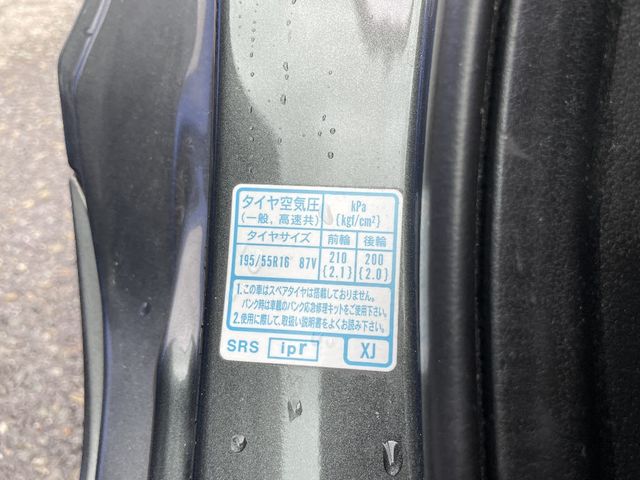 タイヤ空気圧 kPa
(一般, 高速共) {kgf/cm²}
タイヤサイズ 前輪 後輪
195/55R16 87V 210 200
{2.1} {2.0}
1.この車はスペアタイヤは搭載しておりません。
パンク時は車載のパンク応急修理キットをご使用下さい。
2.使用に際して、取扱い説明書をよくお読み下さい。
SRS ipr XJ